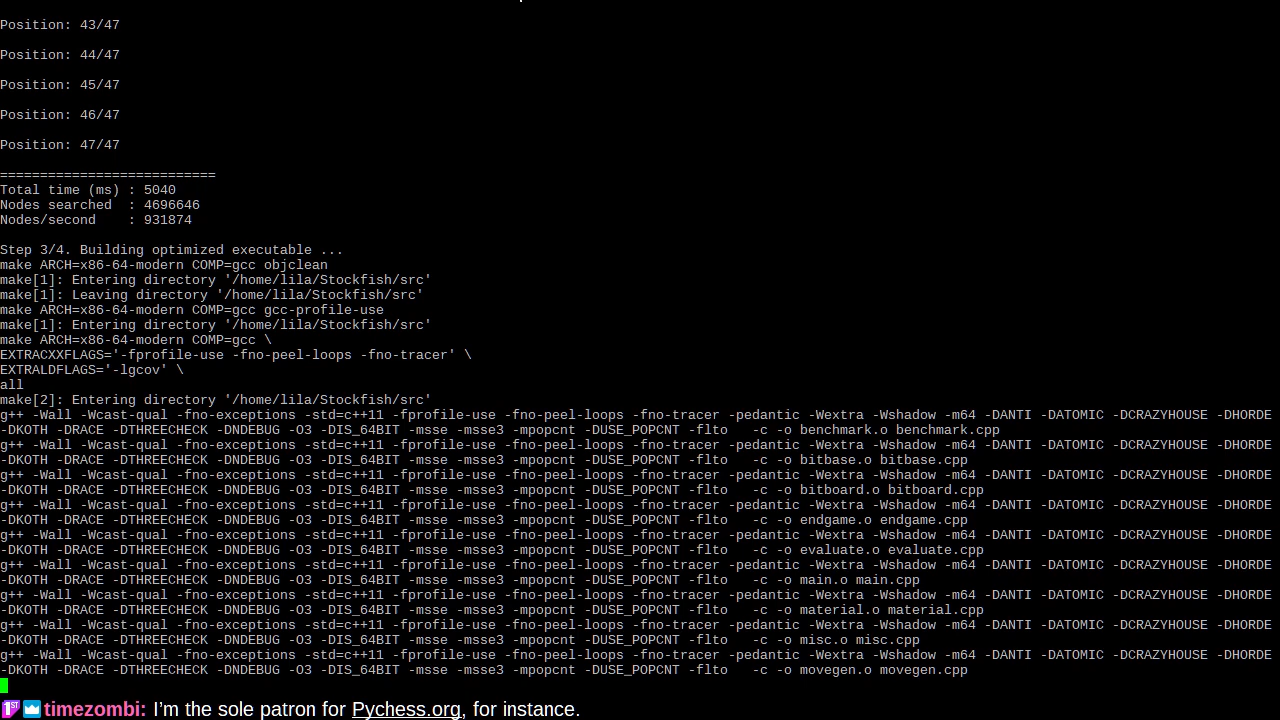 Position: 43/47
Position: 44/47
Position: 45/47
Position: 46/47
Position: 47/47
===========================
Total time (ms) : 5040
Nodes searched  : 4696646
Nodes/second    : 931874
Step 3/4. Building optimized executable ...
make ARCH=x86-64-modern COMP=gcc objclean
make[1]: Entering directory '/home/lila/Stockfish/src'
make[1]: Leaving directory '/home/lila/Stockfish/src'
make ARCH=x86-64-modern COMP=gcc gcc-profile-use
make[1]: Entering directory '/home/lila/Stockfish/src'
make ARCH=x86-64-modern COMP=gcc \
EXTRACXXFLAGS='-fprofile-use -fno-peel-loops -fno-tracer' \
EXTRALDFLAGS='-lgcov' \
all
make[2]: Entering directory '/home/lila/Stockfish/src'
g++ -Wall -Wcast-qual -fno-exceptions -std=c++11 -fprofile-use -fno-peel-loops -fno-tracer -pedantic -Wextra -Wshadow -m64 -DANTI -DATOMIC -DCRAZYHOUSE -DHORDE
-DKOTH -DRACE -DTHREECHECK -DNDEBUG -O3 -DIS_64BIT -msse -msse3 -mpopcnt -DUSE_POPCNT -flto   -c -o benchmark.o benchmark.cpp
g++ -Wall -Wcast-qual -fno-exceptions -std=c++11 -fprofile-use -fno-peel-loops -fno-tracer -pedantic -Wextra -Wshadow -m64 -DANTI -DATOMIC -DCRAZYHOUSE -DHORDE
-DKOTH -DRACE -DTHREECHECK -DNDEBUG -O3 -DIS_64BIT -msse -msse3 -mpopcnt -DUSE_POPCNT -flto   -c -o bitbase.o bitbase.cpp
g++ -Wall -Wcast-qual -fno-exceptions -std=c++11 -fprofile-use -fno-peel-loops -fno-tracer -pedantic -Wextra -Wshadow -m64 -DANTI -DATOMIC -DCRAZYHOUSE -DHORDE
-DKOTH -DRACE -DTHREECHECK -DNDEBUG -O3 -DIS_64BIT -msse -msse3 -mpopcnt -DUSE_POPCNT -flto   -c -o bitboard.o bitboard.cpp
g++ -Wall -Wcast-qual -fno-exceptions -std=c++11 -fprofile-use -fno-peel-loops -fno-tracer -pedantic -Wextra -Wshadow -m64 -DANTI -DATOMIC -DCRAZYHOUSE -DHORDE
-DKOTH -DRACE -DTHREECHECK -DNDEBUG -O3 -DIS_64BIT -msse -msse3 -mpopcnt -DUSE_POPCNT -flto   -c -o endgame.o endgame.cpp
g++ -Wall -Wcast-qual -fno-exceptions -std=c++11 -fprofile-use -fno-peel-loops -fno-tracer -pedantic -Wextra -Wshadow -m64 -DANTI -DATOMIC -DCRAZYHOUSE -DHORDE
-DKOTH -DRACE -DTHREECHECK -DNDEBUG -O3 -DIS_64BIT -msse -msse3 -mpopcnt -DUSE_POPCNT -flto   -c -o evaluate.o evaluate.cpp
g++ -Wall -Wcast-qual -fno-exceptions -std=c++11 -fprofile-use -fno-peel-loops -fno-tracer -pedantic -Wextra -Wshadow -m64 -DANTI -DATOMIC -DCRAZYHOUSE -DHORDE
-DKOTH -DRACE -DTHREECHECK -DNDEBUG -O3 -DIS_64BIT -msse -msse3 -mpopcnt -DUSE_POPCNT -flto   -c -o main.o main.cpp
g++ -Wall -Wcast-qual -fno-exceptions -std=c++11 -fprofile-use -fno-peel-loops -fno-tracer -pedantic -Wextra -Wshadow -m64 -DANTI -DATOMIC -DCRAZYHOUSE -DHORDE
-DKOTH -DRACE -DTHREECHECK -DNDEBUG -O3 -DIS_64BIT -msse -msse3 -mpopcnt -DUSE_POPCNT -flto   -c -o material.o material.cpp
g++ -Wall -Wcast-qual -fno-exceptions -std=c++11 -fprofile-use -fno-peel-loops -fno-tracer -pedantic -Wextra -Wshadow -m64 -DANTI -DATOMIC -DCRAZYHOUSE -DHORDE
-DKOTH -DRACE -DTHREECHECK -DNDEBUG -O3 -DIS_64BIT -msse -msse3 -mpopcnt -DUSE_POPCNT -flto   -c -o misc.o misc.cpp
g++ -Wall -Wcast-qual -fno-exceptions -std=c++11 -fprofile-use -fno-peel-loops -fno-tracer -pedantic -Wextra -Wshadow -m64 -DANTI -DATOMIC -DCRAZYHOUSE -DHORDE
-DKOTH -DRACE -DTHREECHECK -DNDEBUG -O3 -DIS_64BIT -msse -msse3 -mpopcnt -DUSE_POPCNT -flto   -c -o movegen.o movegen.cpp
1ST timezombi: I’m the sole patron for Pychess.org, for instance.